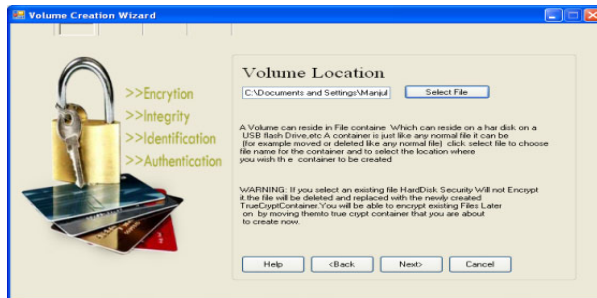 Volume Creation Wizard
>>Encrytion
>>Integrity
>>Identification
>>Authentication
Volume Location
C:\Documents and Settings\Manjul
Select File
A Volume can reside in File containe Which can reside on a har disk on a
USB flash Drive,etc A container is just like any normal file it can be
(for example moved or deleted like any normal file) click select file to choose
file name for the container and to select the location where
you wish th e container to be created
WARNING: If you select an existing file HardDisk Security Will not Encrypt
it.the file will be deleted and replaced with the newly created
TrueCryptContainer.You will be able to encrypt existing Files Later
on by moving themto true crypt container that you are about
to create now.
Help
<Back
Next>
Cancel